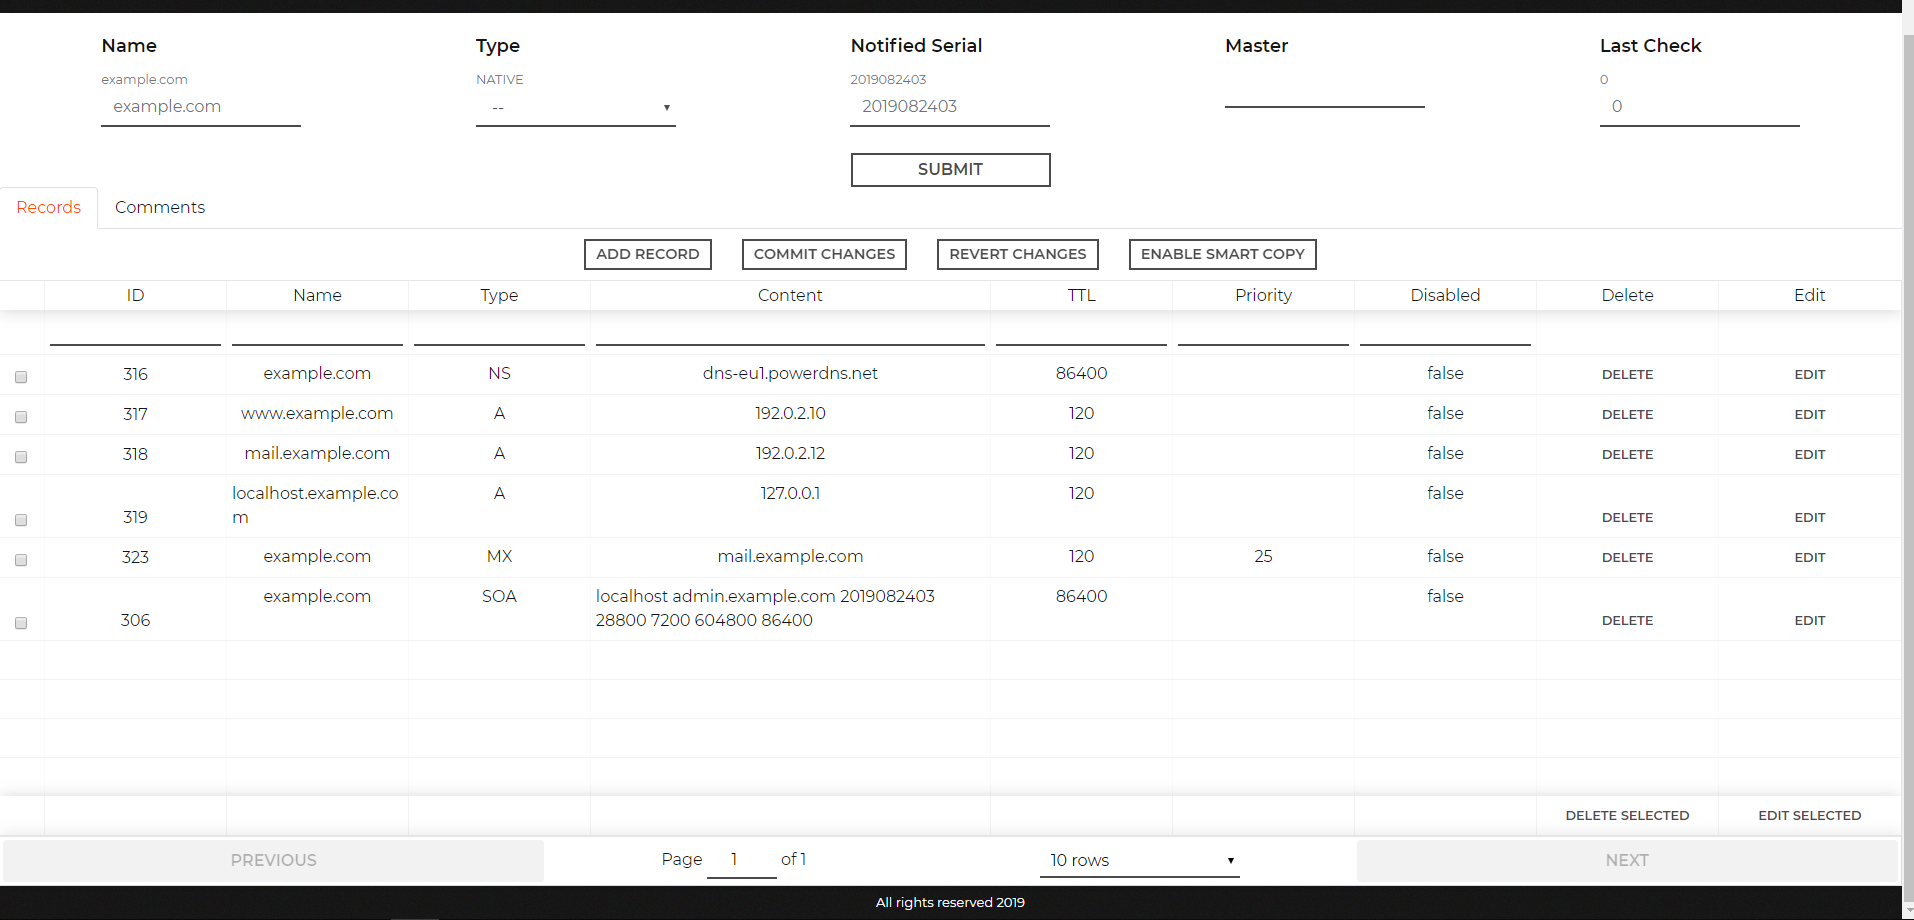 Name Type Notified Serial Master Last Check
example.com NATIVE 2019082403 0
example.com -- 2019082403 0
SUBMIT
Records Comments
ADD RECORD COMMIT CHANGES REVERT CHANGES ENABLE SMART COPY
ID Name Type Content TTL Priority Disabled Delete Edit
316 example.com NS dns-eu1.powerdns.net 86400 false DELETE EDIT
317 www.example.com A 192.0.2.10 120 false DELETE EDIT
318 mail.example.com A 192.0.2.12 120 false DELETE EDIT
localhost.example.co A 127.0.0.1 120 false
319 m DELETE EDIT
323 example.com MX mail.example.com 120 25 false DELETE EDIT
example.com SOA localhost admin.example.com 2019082403 86400 false
306 28800 7200 604800 86400 DELETE EDIT
DELETE SELECTED EDIT SELECTED
PREVIOUS Page 1 of 1 10 rows NEXT
All rights reserved 2019